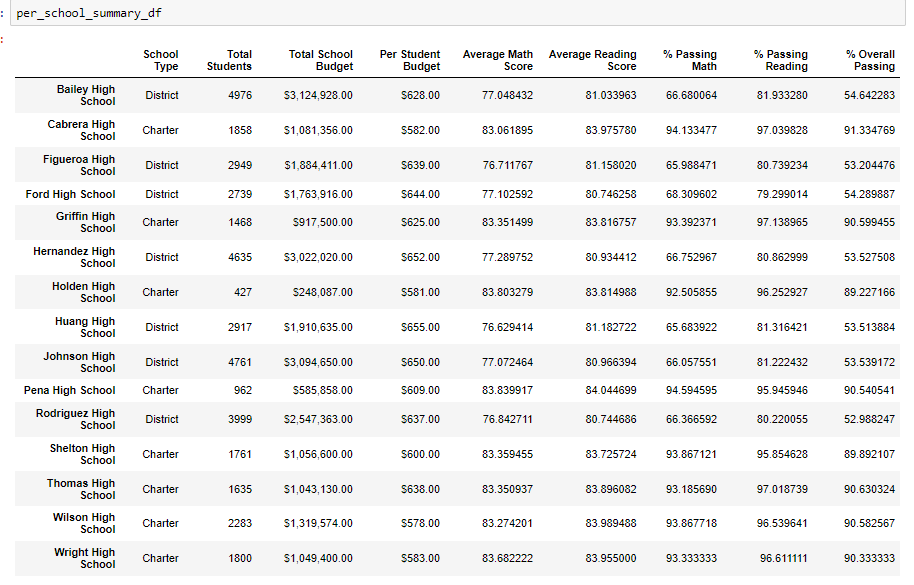 : per_school_summary_df
:
School Type Total Students Total School Budget Per Student Budget Average Math Score Average Reading Score % Passing Math % Passing Reading % Overall Passing
Bailey High School District 4976 $3,124,928.00 $628.00 77.048432 81.033963 66.680064 81.933280 54.642283
Cabrera High School Charter 1858 $1,081,356.00 $582.00 83.061895 83.975780 94.133477 97.039828 91.334769
Figueroa High School District 2949 $1,884,411.00 $639.00 76.711767 81.158020 65.988471 80.739234 53.204476
Ford High School District 2739 $1,763,916.00 $644.00 77.102592 80.746258 68.309602 79.299014 54.289887
Griffin High School Charter 1468 $917,500.00 $625.00 83.351499 83.816757 93.392371 97.138965 90.599455
Hernandez High School District 4635 $3,022,020.00 $652.00 77.289752 80.934412 66.752967 80.862999 53.527508
Holden High School Charter 427 $248,087.00 $581.00 83.803279 83.814988 92.505855 96.252927 89.227166
Huang High School District 2917 $1,910,635.00 $655.00 76.629414 81.182722 65.683922 81.316421 53.513884
Johnson High School District 4761 $3,094,650.00 $650.00 77.072464 80.966394 66.057551 81.222432 53.539172
Pena High School Charter 962 $585,858.00 $609.00 83.839917 84.044699 94.594595 95.945946 90.540541
Rodriguez High School District 3999 $2,547,363.00 $637.00 76.842711 80.744686 66.366592 80.220055 52.988247
Shelton High School Charter 1761 $1,056,600.00 $600.00 83.359455 83.725724 93.867121 95.854628 89.892107
Thomas High School Charter 1635 $1,043,130.00 $638.00 83.350937 83.896082 93.185690 97.018739 90.630324
Wilson High School Charter 2283 $1,319,574.00 $578.00 83.274201 83.989488 93.867718 96.539641 90.582567
Wright High School Charter 1800 $1,049,400.00 $583.00 83.682222 83.955000 93.333333 96.611111 90.333333